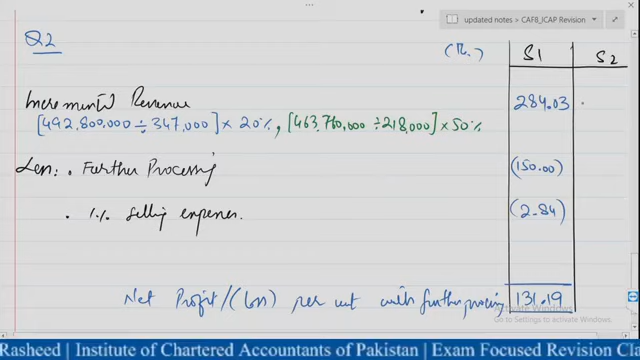 updated notes > CAF8_ICAP Revision
Q2
(Rs.) S1 S2
Incremental Revenue 284.03
[492,800,000 ÷ 347,000] × 20%, [463,760,000 ÷ 218,000] × 50%
Less: • Further Processing (150.00)
• 1% Selling expenses. (2.84)
Net Profit/(Loss) per unit with further processing 131.19
Activate Windows
Go to Settings to activate Windows.
Rasheed | Institute of Chartered Accountants of Pakistan | Exam Focused Revision Cla